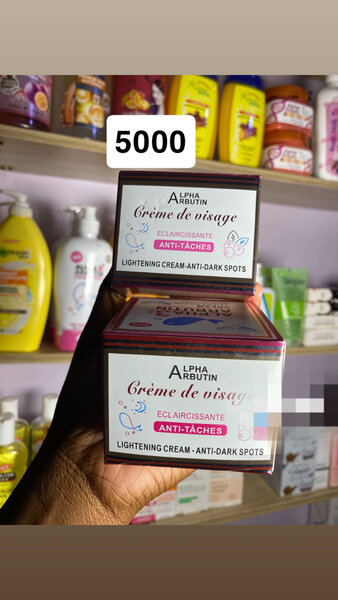 5000
ALPHA
ARBUTIN
Crème de visage
ECLAIRCISSANTE
ANTI-TÂCHES
LIGHTENING CREAM-ANTI-DARK SPOTS
ALPHA
ARBUTIN
Crème de visage
ECLAIRCISSANTE
ANTI-TÂCHES
LIGHTENING CREAM - ANTI-DARK SPOTS